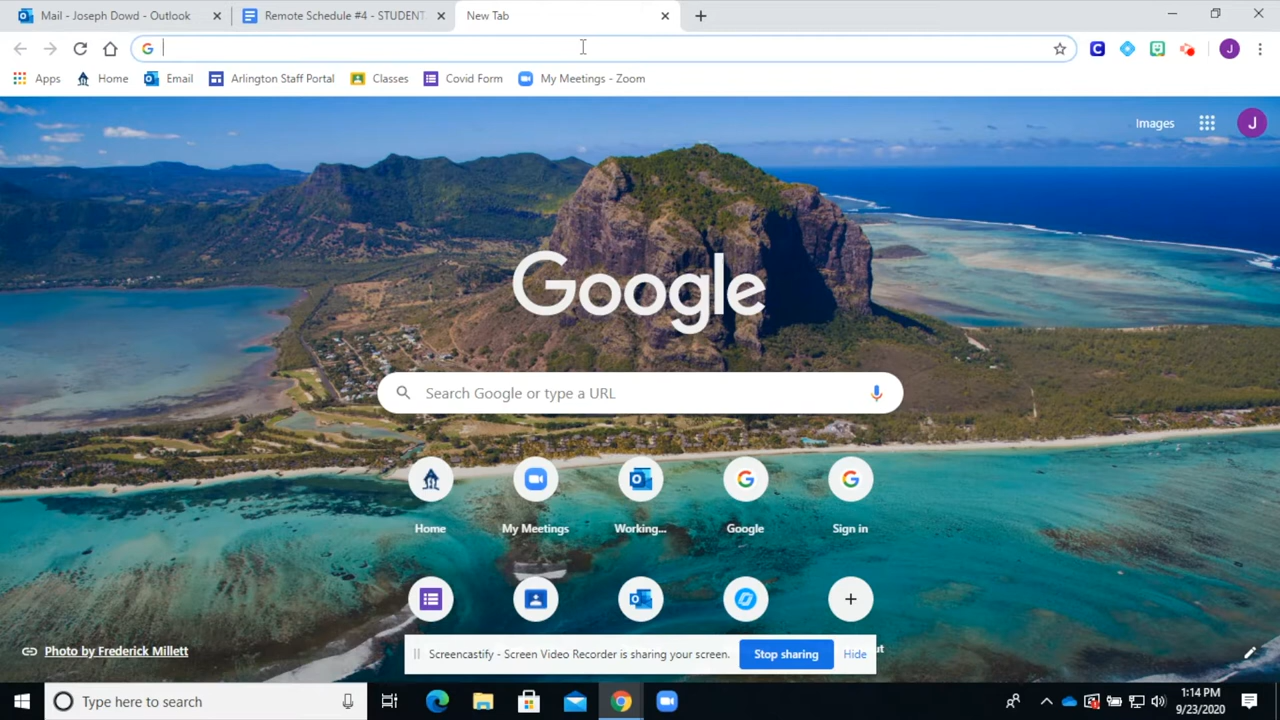 Mail - Joseph Dowd - Outlook
Remote Schedule #4 - STUDENT
New Tab
J
Apps
Home
Email
Arlington Staff Portal
Classes
Covid Form
My Meetings - Zoom
Images
J
Google
Search Google or type a URL
Home
My Meetings
Working...
Google
Sign in
Photo by Frederick Millett
Screencastify - Screen Video Recorder is sharing your screen.
Stop sharing
Hide
Type here to search
1:14 PM
9/23/2020